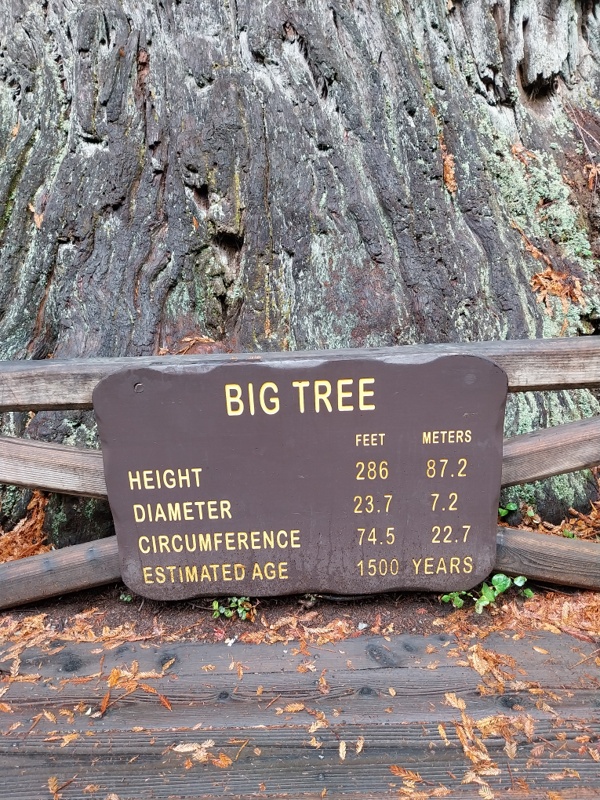 BIG TREE
FEET METERS
HEIGHT 286 87.2
DIAMETER 23.7 7.2
CIRCUMFERENCE 74.5 22.7
ESTIMATED AGE 1500 YEARS